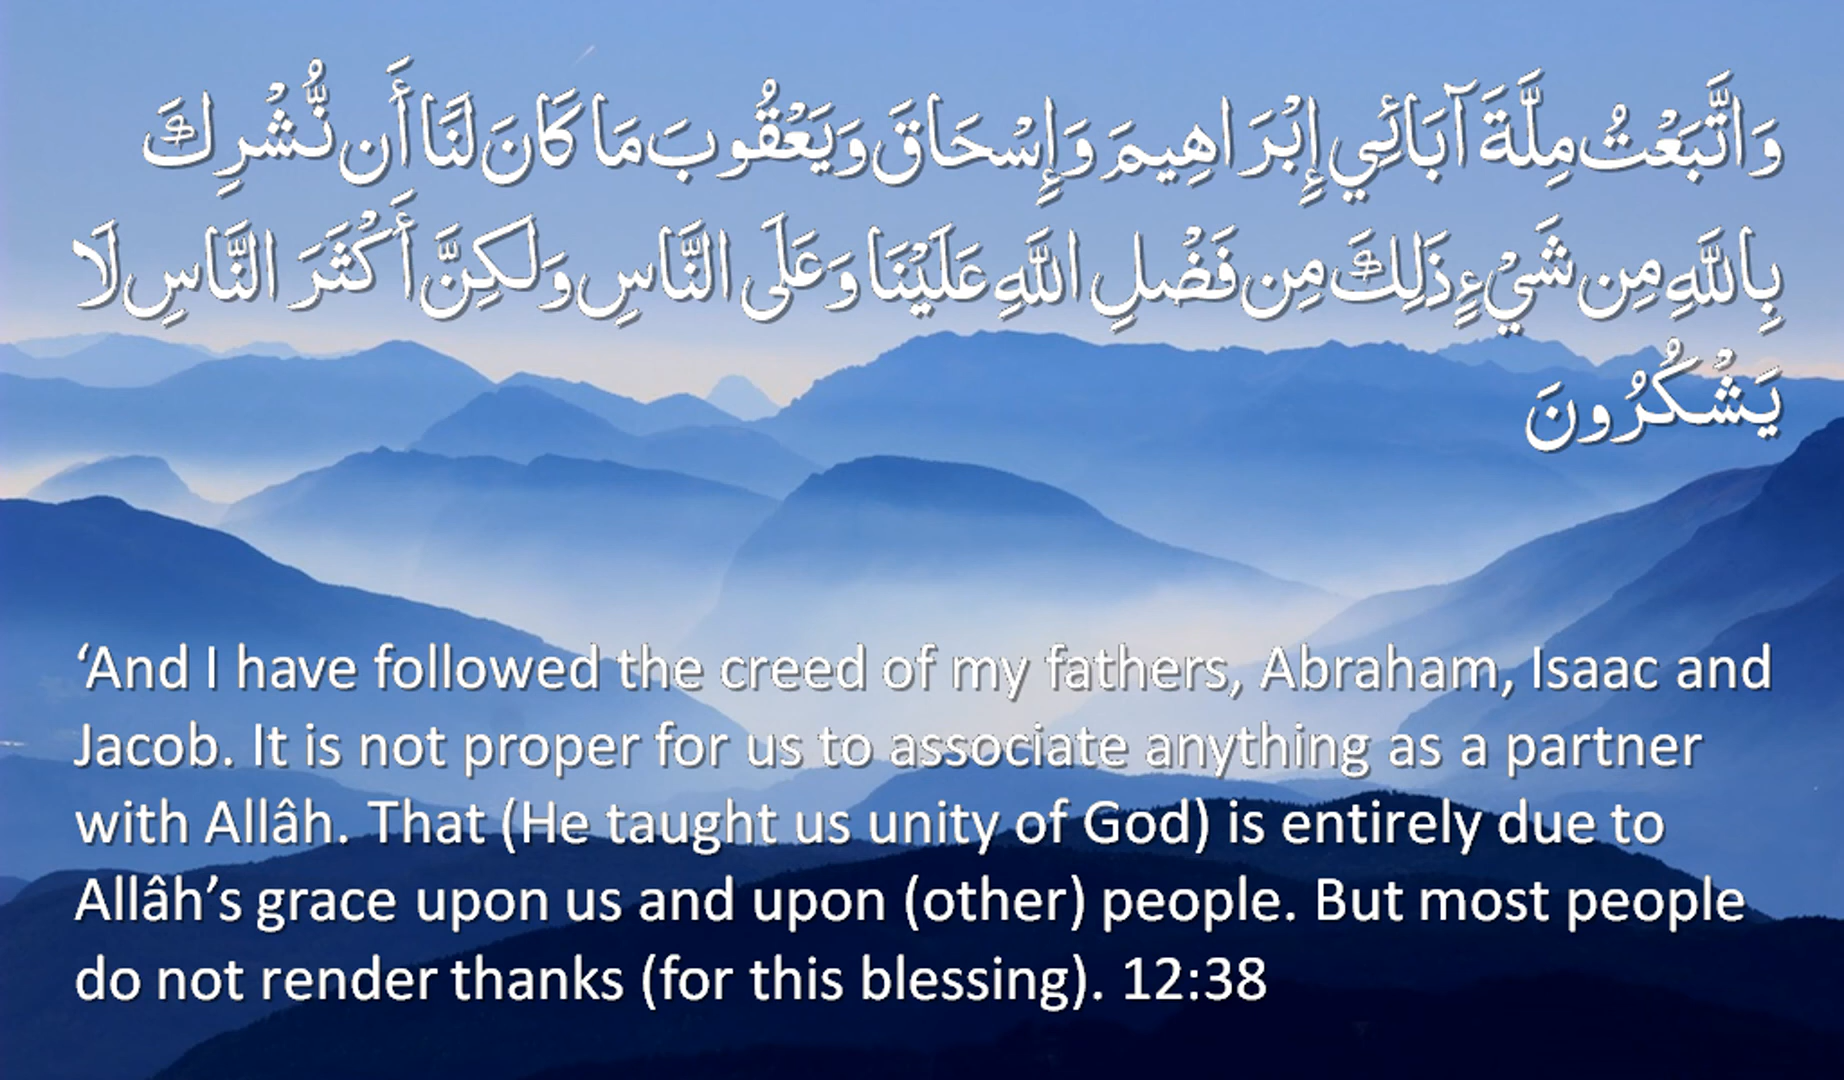 وَاتَّبَعْتُ مِلَّةَ آبَائِي إِبْرَاهِيمَ وَإِسْحَاقَ وَيَعْقُوبَ مَا كَانَ لَنَا أَن نُّشْرِكَ
بِاللَّهِ مِن شَيْءٍ ذَلِكَ مِن فَضْلِ اللَّهِ عَلَيْنَا وَعَلَى النَّاسِ وَلَكِنَّ أَكْثَرَ النَّاسِ لَا
يَشْكُرُونَ
‘And I have followed the creed of my fathers, Abraham, Isaac and
Jacob. It is not proper for us to associate anything as a partner
with Allâh. That (He taught us unity of God) is entirely due to
Allâh’s grace upon us and upon (other) people. But most people
do not render thanks (for this blessing). 12:38